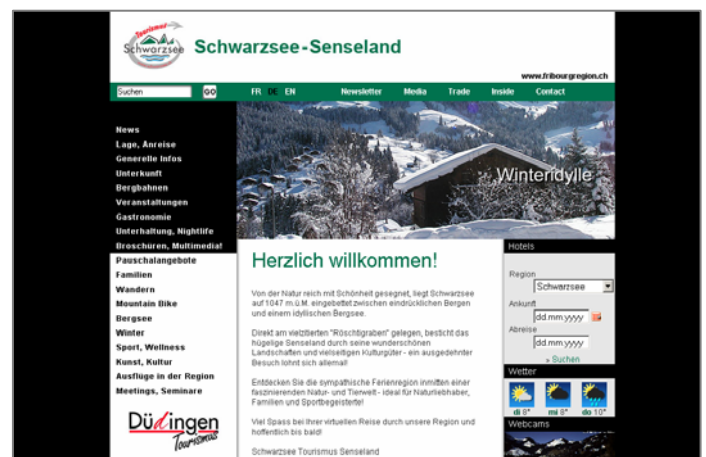 Tourismus
Schwarzsee
Schwarzsee-Senseland
www.fribourgregion.ch
Suchen GO FR DE EN Newsletter Media Trade Inside Contact
News
Lage, Anreise
Generelle Infos
Unterkunft
Bergbahnen
Veranstaltungen
Gastronomie
Unterhaltung, Nightlife
Broschüren, Multimedia!
Pauschalangebote
Familien
Wandern
Mountain Bike
Bergsee
Winter
Sport, Wellness
Kunst, Kultur
Ausflüge in der Region
Meetings, Seminare
Düdingen
Tourismus
Winteridylle
Herzlich willkommen!
Von der Natur reich mit Schönheit gesegnet, liegt Schwarzsee
auf 1047 m.ü.M. eingebettet zwischen eindrücklichen Bergen
und einem idyllischen Bergsee.
Direkt am vielzitierten "Röschtigraben" gelegen, besticht das
hügelige Senseland durch seine wunderschönen
Landschaften und vielseitigen Kulturgüter - ein ausgedehnter
Besuch lohnt sich allemal!
Entdecken Sie die sympathische Ferienregion inmitten einer
faszinierenden Natur- und Tierwelt - ideal für Naturliebhaber,
Familien und Sportbegeisterte!
Viel Spass bei Ihrer virtuellen Reise durch unsere Region und
hoffentlich bis bald!
Schwarzsee Tourismus Senseland
Hotels
Region
Schwarzsee
Ankunft
dd.mm.yyyy
Abreise
dd.mm.yyyy
» Suchen
Wetter
di 8° mi 8° do 10°
Webcams